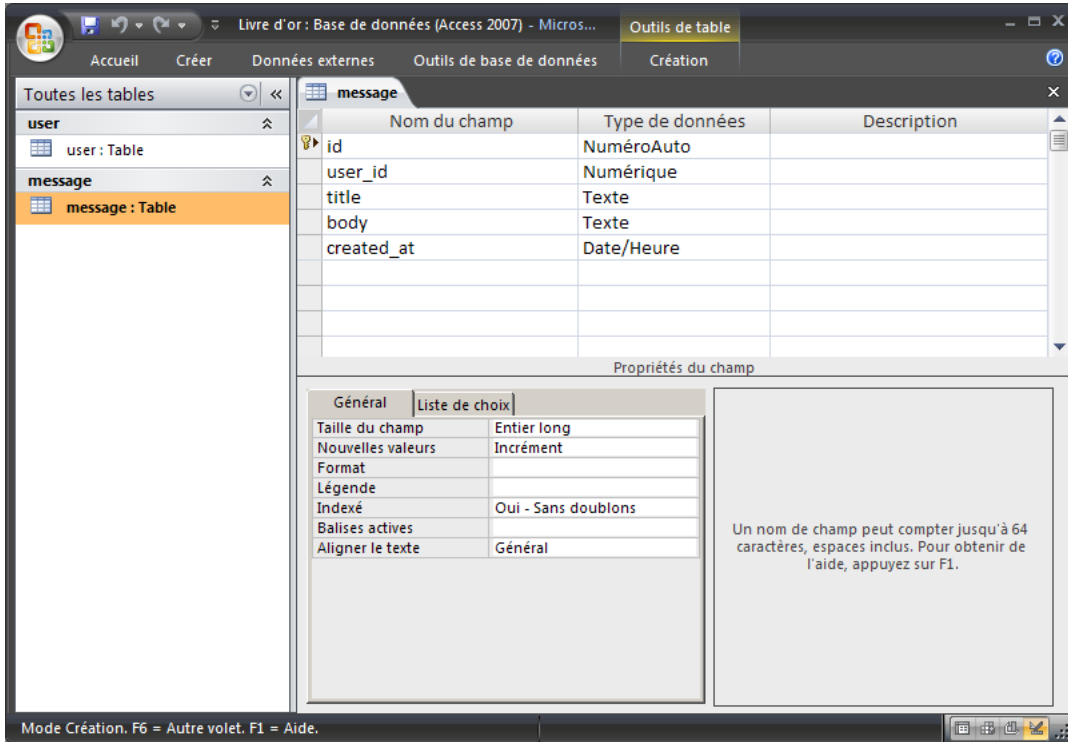 Livre d'or : Base de données (Access 2007) - Micros...
Outils de table
Accueil Créer Données externes Outils de base de données Création
Toutes les tables
user
user : Table
message
message : Table
message
Nom du champ Type de données Description
id NuméroAuto
user_id Numérique
title Texte
body Texte
created_at Date/Heure
Propriétés du champ
Général Liste de choix
Taille du champ Entier long
Nouvelles valeurs Incrément
Format
Légende
Indexé Oui - Sans doublons
Balises actives
Aligner le texte Général
Un nom de champ peut compter jusqu'à 64
caractères, espaces inclus. Pour obtenir de
l'aide, appuyez sur F1.
Mode Création. F6 = Autre volet. F1 = Aide.